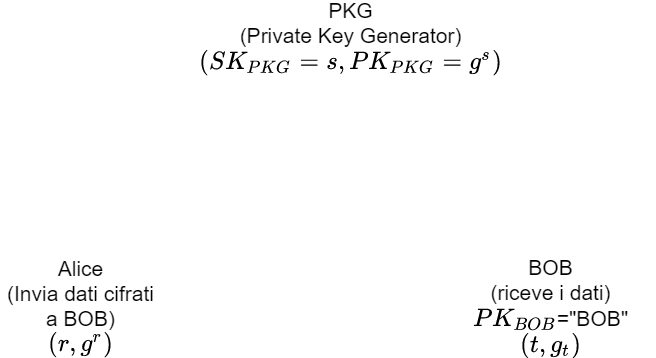 PKG
(Private Key Generator)
(SK_{PKG} = s, PK_{PKG} = g^s)
Alice
(Invia dati cifrati
a BOB)
(r, g^r)
BOB
(riceve i dati)
PK_{BOB}="BOB"
(t, g_t)